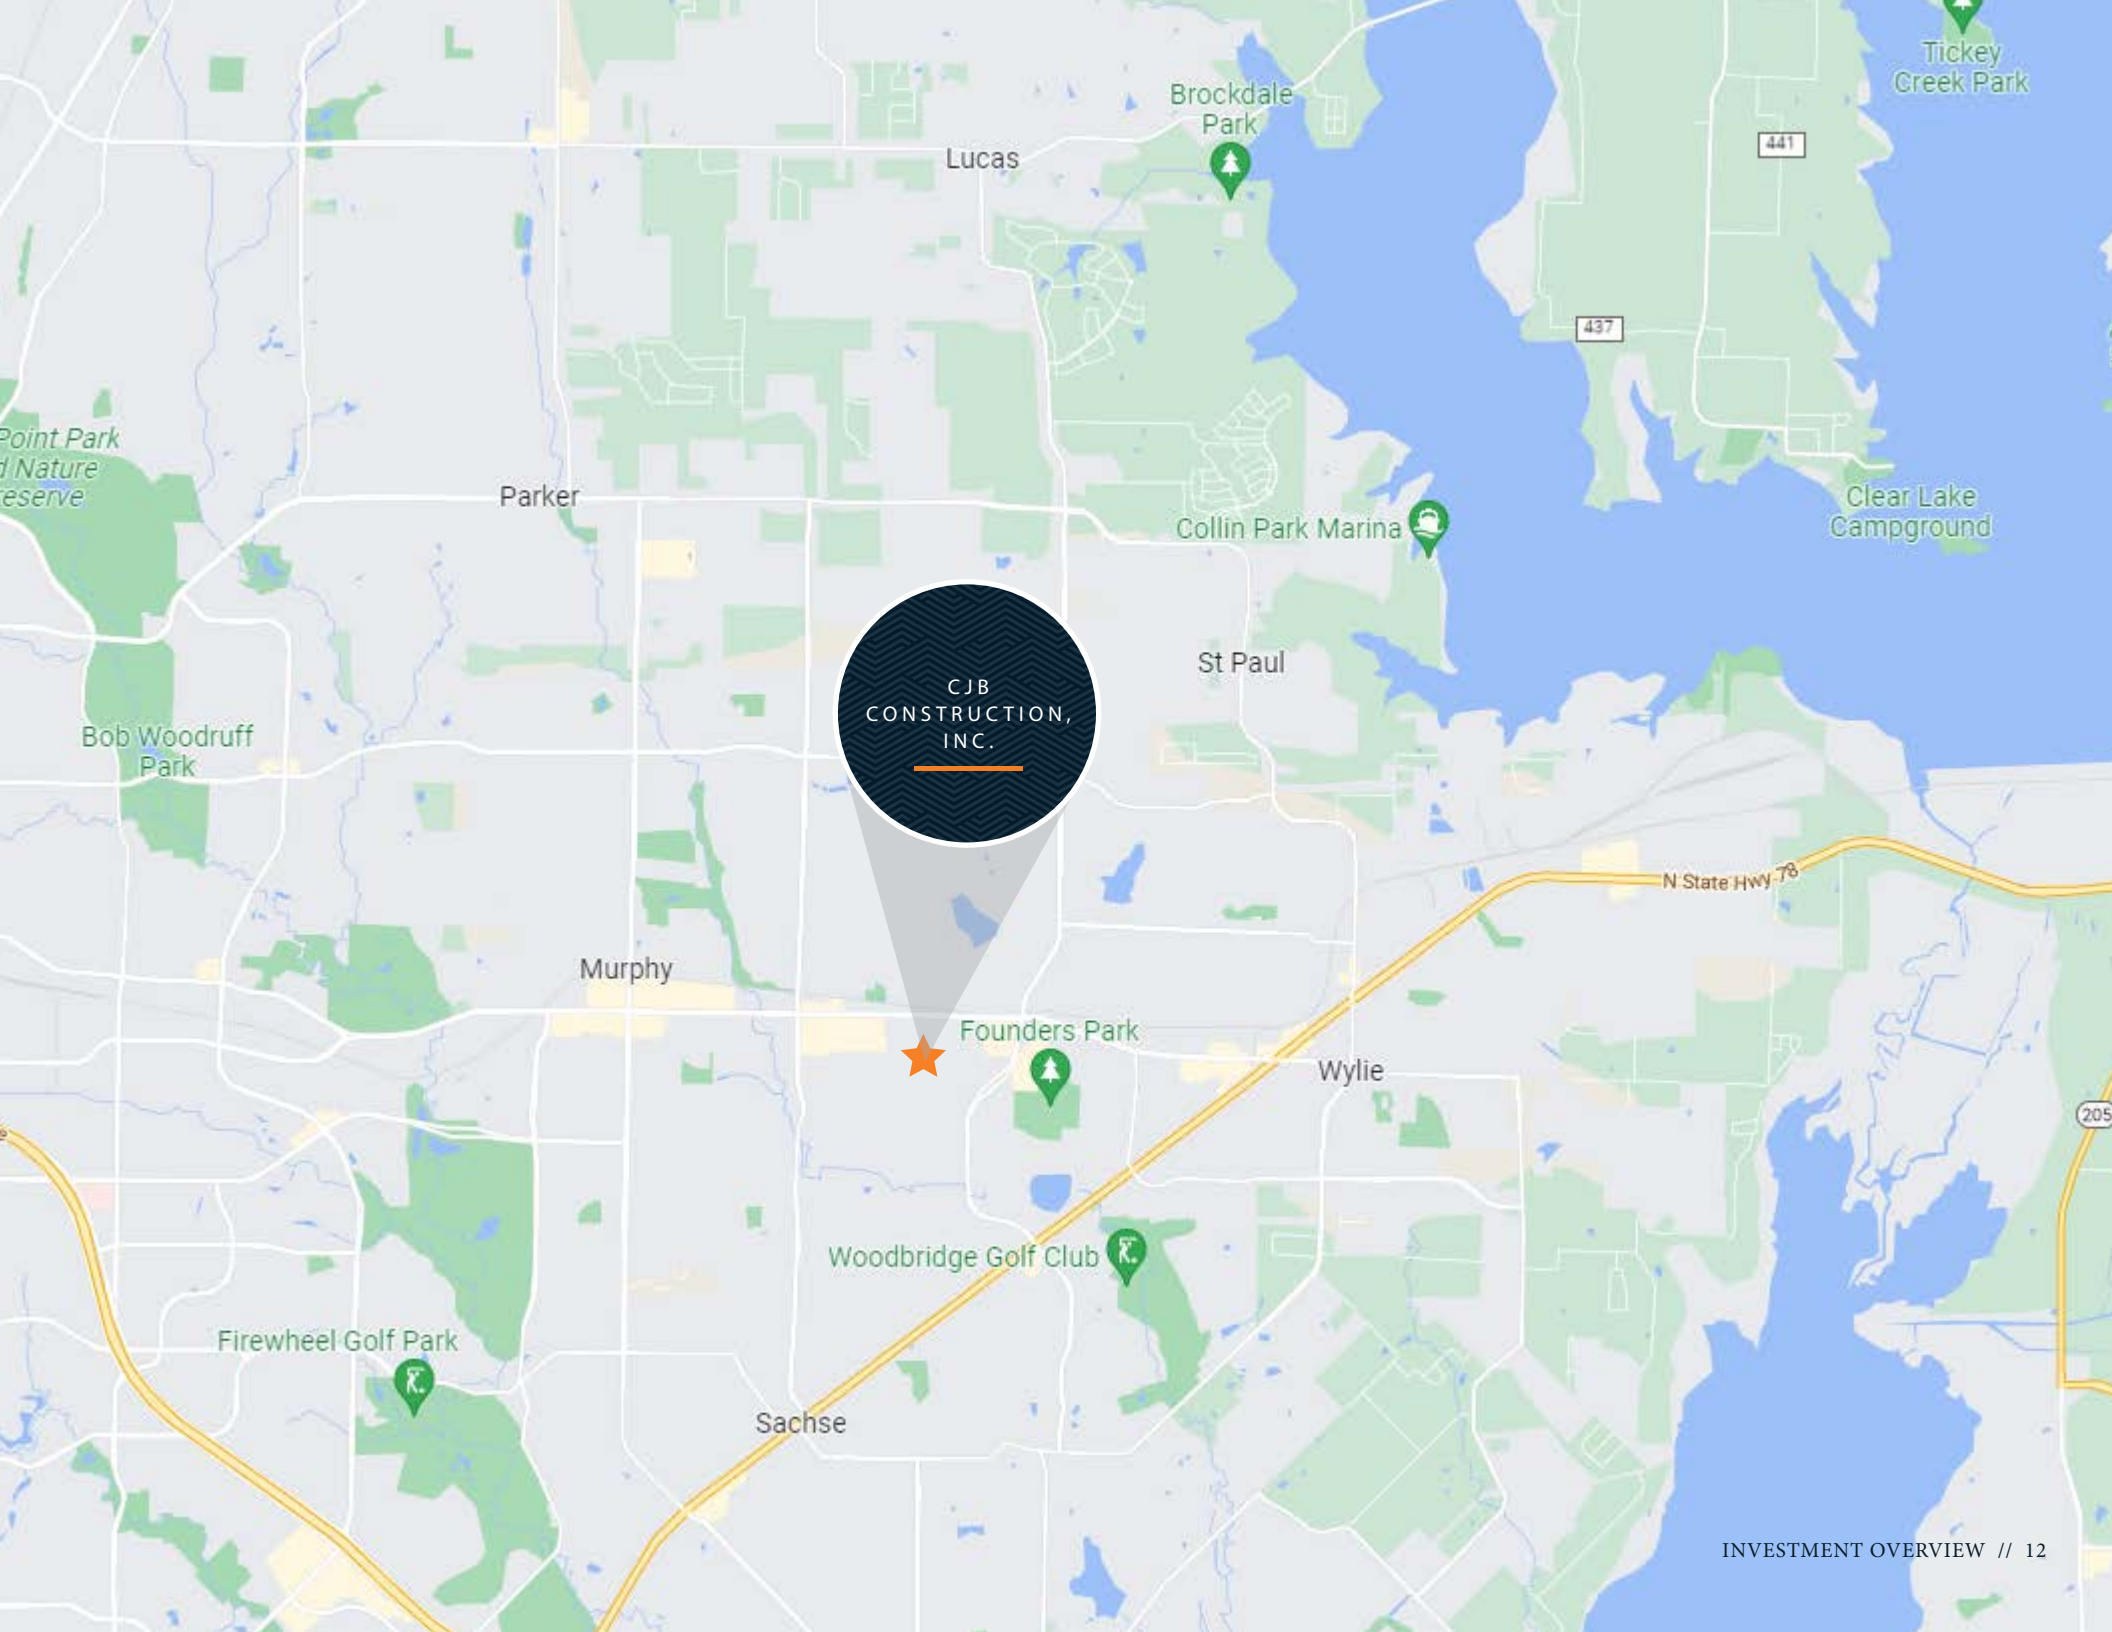 Tickey
Creek Park
Brockdale
Park
441
Lucas
437
Point Park
d Nature
eserve
Parker
Clear Lake
Campground
Collin Park Marina
St Paul
CJB
CONSTRUCTION,
INC.
Bob Woodruff
Park
N State Hwy 78
Murphy
Founders Park
Wylie
205
e
Woodbridge Golf Club
Firewheel Golf Park
Sachse
INVESTMENT OVERVIEW // 12